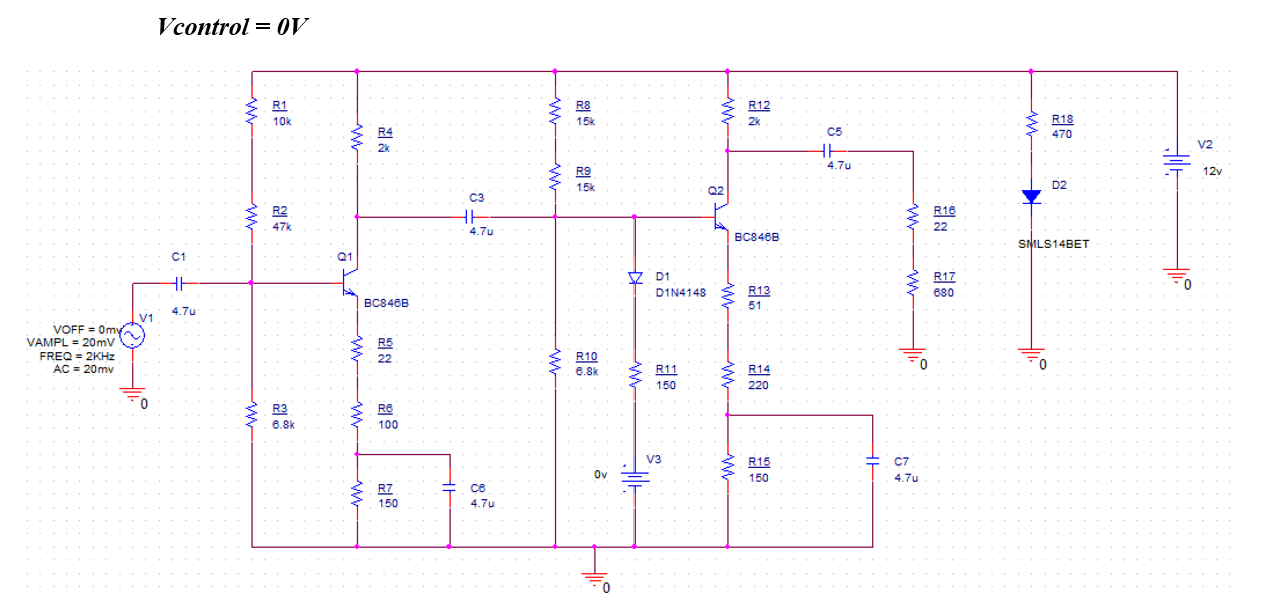 Vcontrol = 0V
R1
10k
R4
2k
R8
15k
R12
2k
C5
4.7u
R18
470
V2
12v
R9
15k
D2
Q2
C3
4.7u
R2
47k
R16
22
BC846B
SMLS14BET
C1
4.7u
Q1
BC846B
D1
D1N4148
R13
51
R17
680
0
V1
VOFF = 0mv
VAMPL = 20mV
FREQ = 2KHz
AC = 20mv
R5
22
R10
6.8k
R11
150
R14
220
0
0
0
R3
6.8k
R6
100
V3
0v
R15
150
C7
4.7u
R7
150
C6
4.7u
0